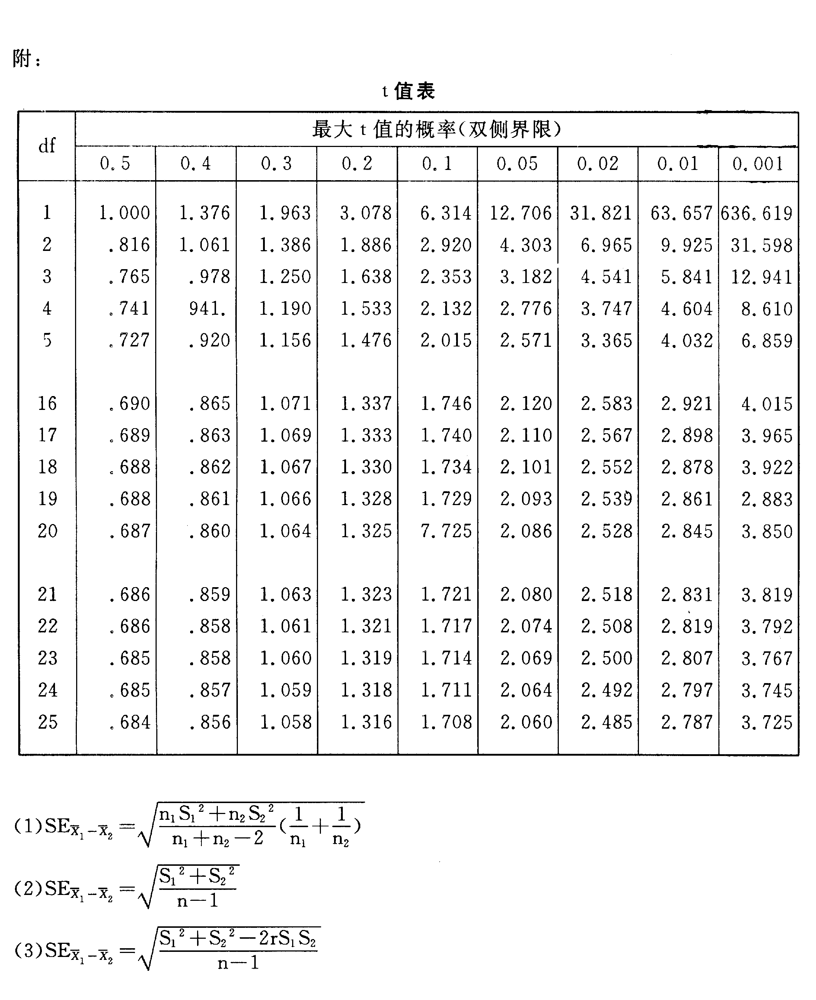 附：
t 值表
df 最大 t 值的概率(双侧界限)
0.5 0.4 0.3 0.2 0.1 0.05 0.02 0.01 0.001
1 1.000 1.376 1.963 3.078 6.314 12.706 31.821 63.657 636.619
2 .816 1.061 1.386 1.886 2.920 4.303 6.965 9.925 31.598
3 .765 .978 1.250 1.638 2.353 3.182 4.541 5.841 12.941
4 .741 941. 1.190 1.533 2.132 2.776 3.747 4.604 8.610
5 .727 .920 1.156 1.476 2.015 2.571 3.365 4.032 6.859
16 .690 .865 1.071 1.337 1.746 2.120 2.583 2.921 4.015
17 .689 .863 1.069 1.333 1.740 2.110 2.567 2.898 3.965
18 .688 .862 1.067 1.330 1.734 2.101 2.552 2.878 3.922
19 .688 .861 1.066 1.328 1.729 2.093 2.539 2.861 2.883
20 .687 .860 1.064 1.325 7.725 2.086 2.528 2.845 3.850
21 .686 .859 1.063 1.323 1.721 2.080 2.518 2.831 3.819
22 .686 .858 1.061 1.321 1.717 2.074 2.508 2.819 3.792
23 .685 .858 1.060 1.319 1.714 2.069 2.500 2.807 3.767
24 .685 .857 1.059 1.318 1.711 2.064 2.492 2.797 3.745
25 .684 .856 1.058 1.316 1.708 2.060 2.485 2.787 3.725
(1)SE_{X̄₁−X̄₂}=√((n₁S₁²+n₂S₂²)/(n₁+n₂−2)(1/n₁+1/n₂))
(2)SE_{X̄₁−X̄₂}=√((S₁²+S₂²)/(n−1))
(3)SE_{X̄₁−X̄₂}=√((S₁²+S₂²−2rS₁S₂)/(n−1))